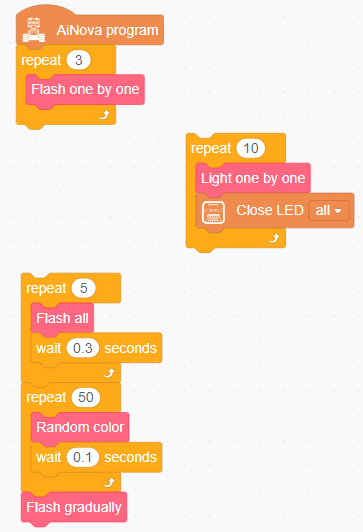 AiNova program
repeat 3
Flash one by one
repeat 10
Light one by one
Close LED all
repeat 5
Flash all
wait 0.3 seconds
repeat 50
Random color
wait 0.1 seconds
Flash gradually